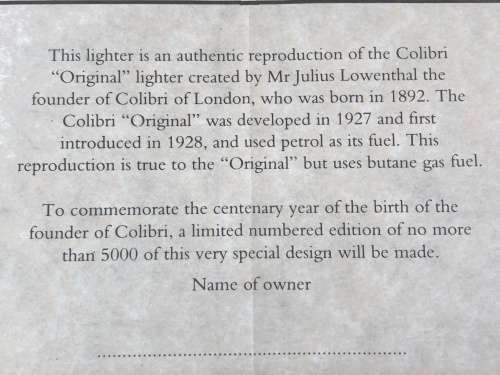 This lighter is an authentic reproduction of the Colibri
“Original” lighter created by Mr Julius Lowenthal the
founder of Colibri of London, who was born in 1892. The
Colibri “Original” was developed in 1927 and first
introduced in 1928, and used petrol as its fuel. This
reproduction is true to the “Original” but uses butane gas fuel.
To commemorate the centenary year of the birth of the
founder of Colibri, a limited numbered edition of no more
than 5000 of this very special design will be made.
Name of owner